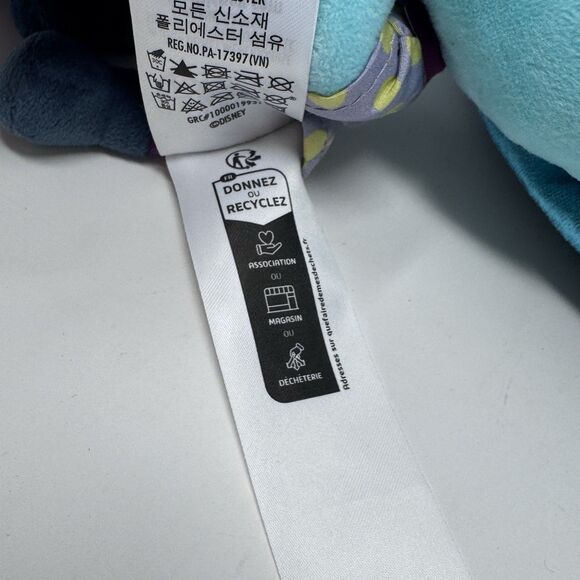 모든 신소재
폴리에스터 섬유
REG.NO.PA-17397(VN)
©DISNEY
FR
DONNEZ
OU
RECYCLEZ
ASSOCIATION
OU
MAGASIN
OU
DÉCHÈTERIE
Adresses sur quefairedemesdechets.fr